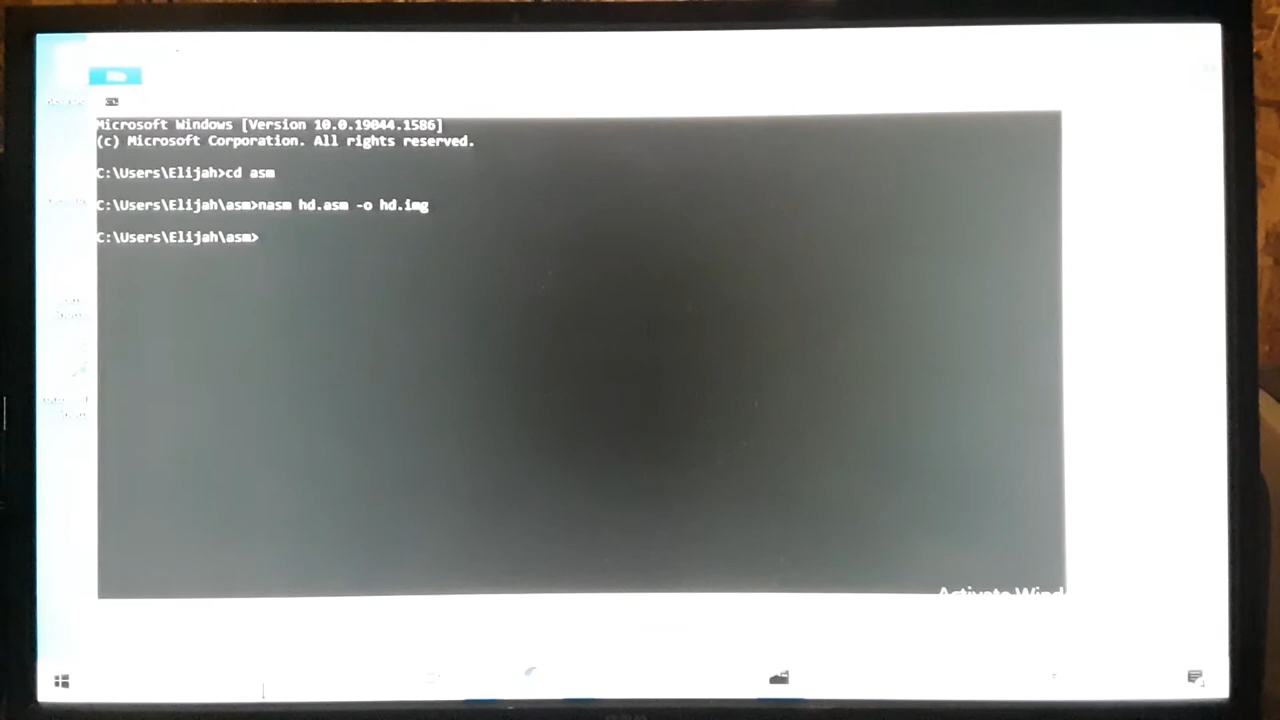 File
Microsoft Windows [Version 10.0.19044.1586]
(c) Microsoft Corporation. All rights reserved.
C:\Users\Elijah>cd asm
C:\Users\Elijah\asm>nasm hd.asm -o hd.img
C:\Users\Elijah\asm>
Activate Wind